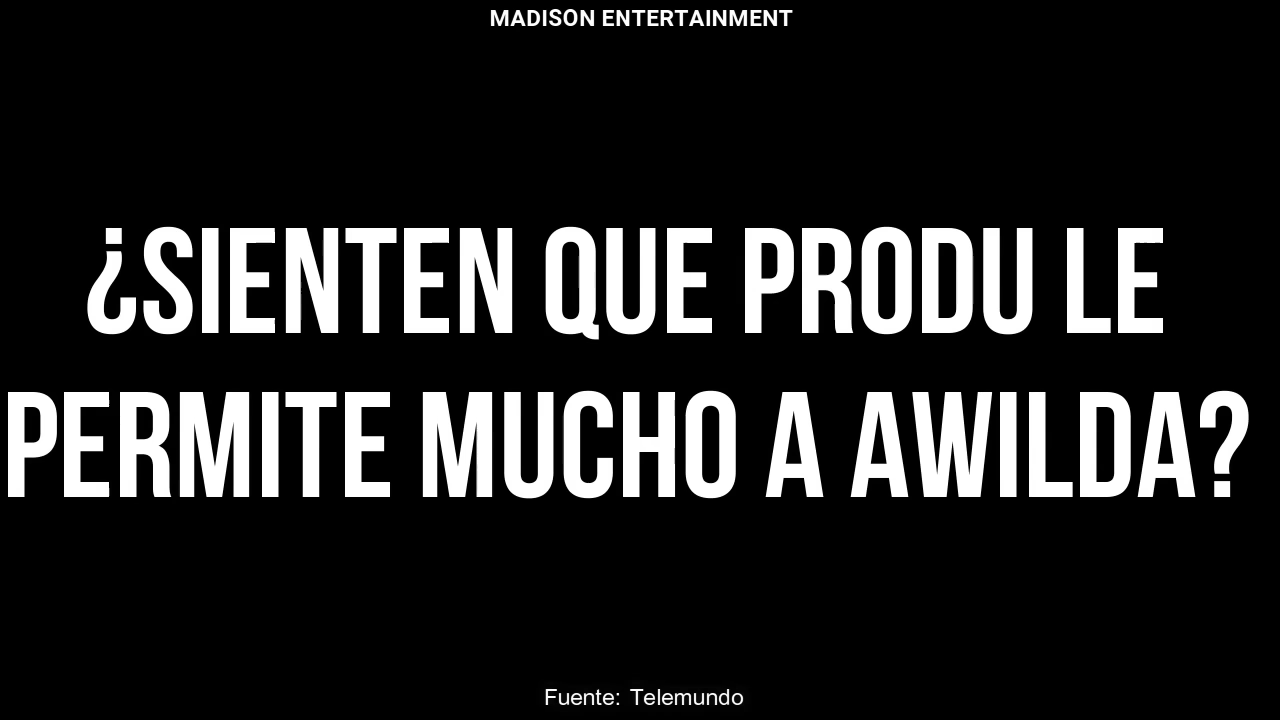 MADISON ENTERTAINMENT
¿SIENTEN QUE PRODU LE
PERMITE MUCHO A AWILDA?
Fuente: Telemundo